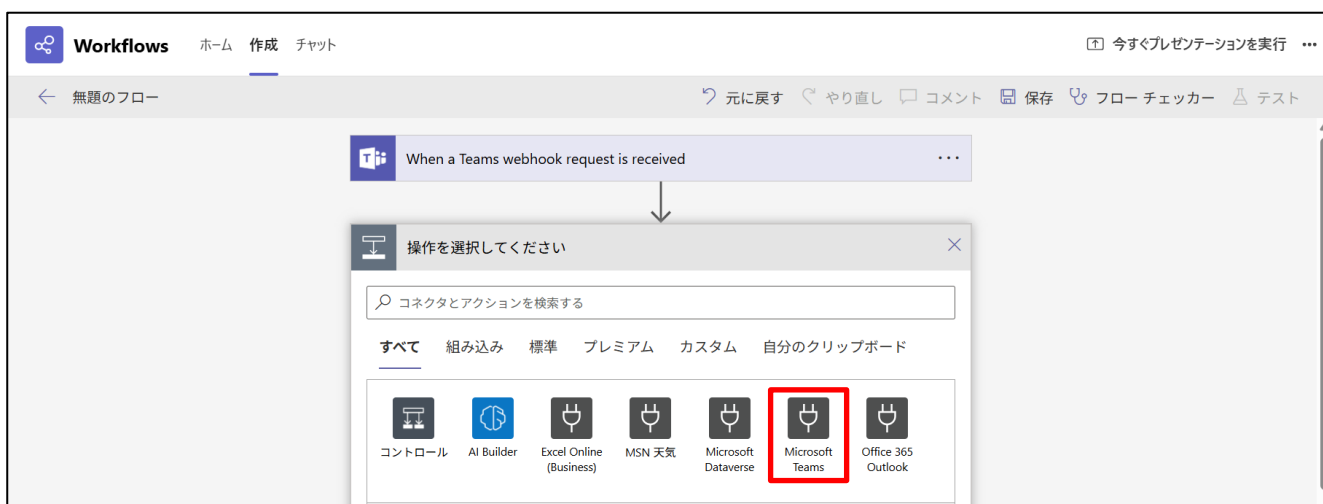 Workflows ホーム 作成 チャット 今すぐプレゼンテーションを実行
無題のフロー 元に戻す やり直し コメント 保存 フロー チェッカー テスト
When a Teams webhook request is received
操作を選択してください
コネクタとアクションを検索する
すべて 組み込み 標準 プレミアム カスタム 自分のクリップボード
コントロール AI Builder Excel Online (Business) MSN 天気 Microsoft Dataverse Microsoft Teams Office 365 Outlook